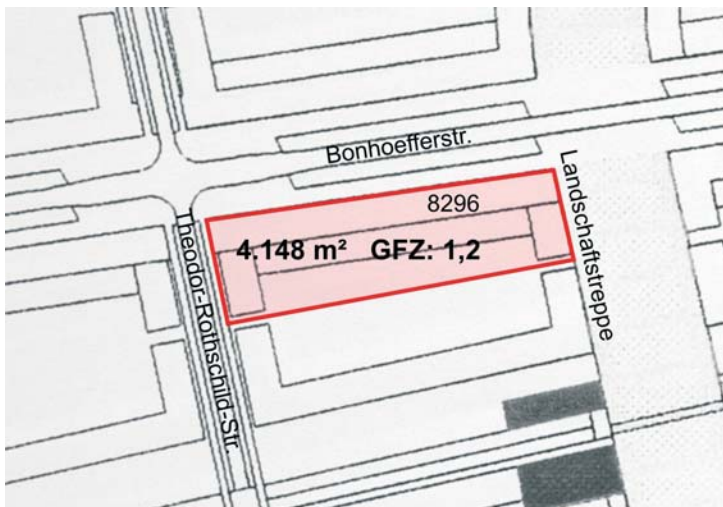 Bonhoefferstr.
Landschaftstreppe
8296
4.148 m² GFZ: 1,2
Theodor-Rothschild-Str.